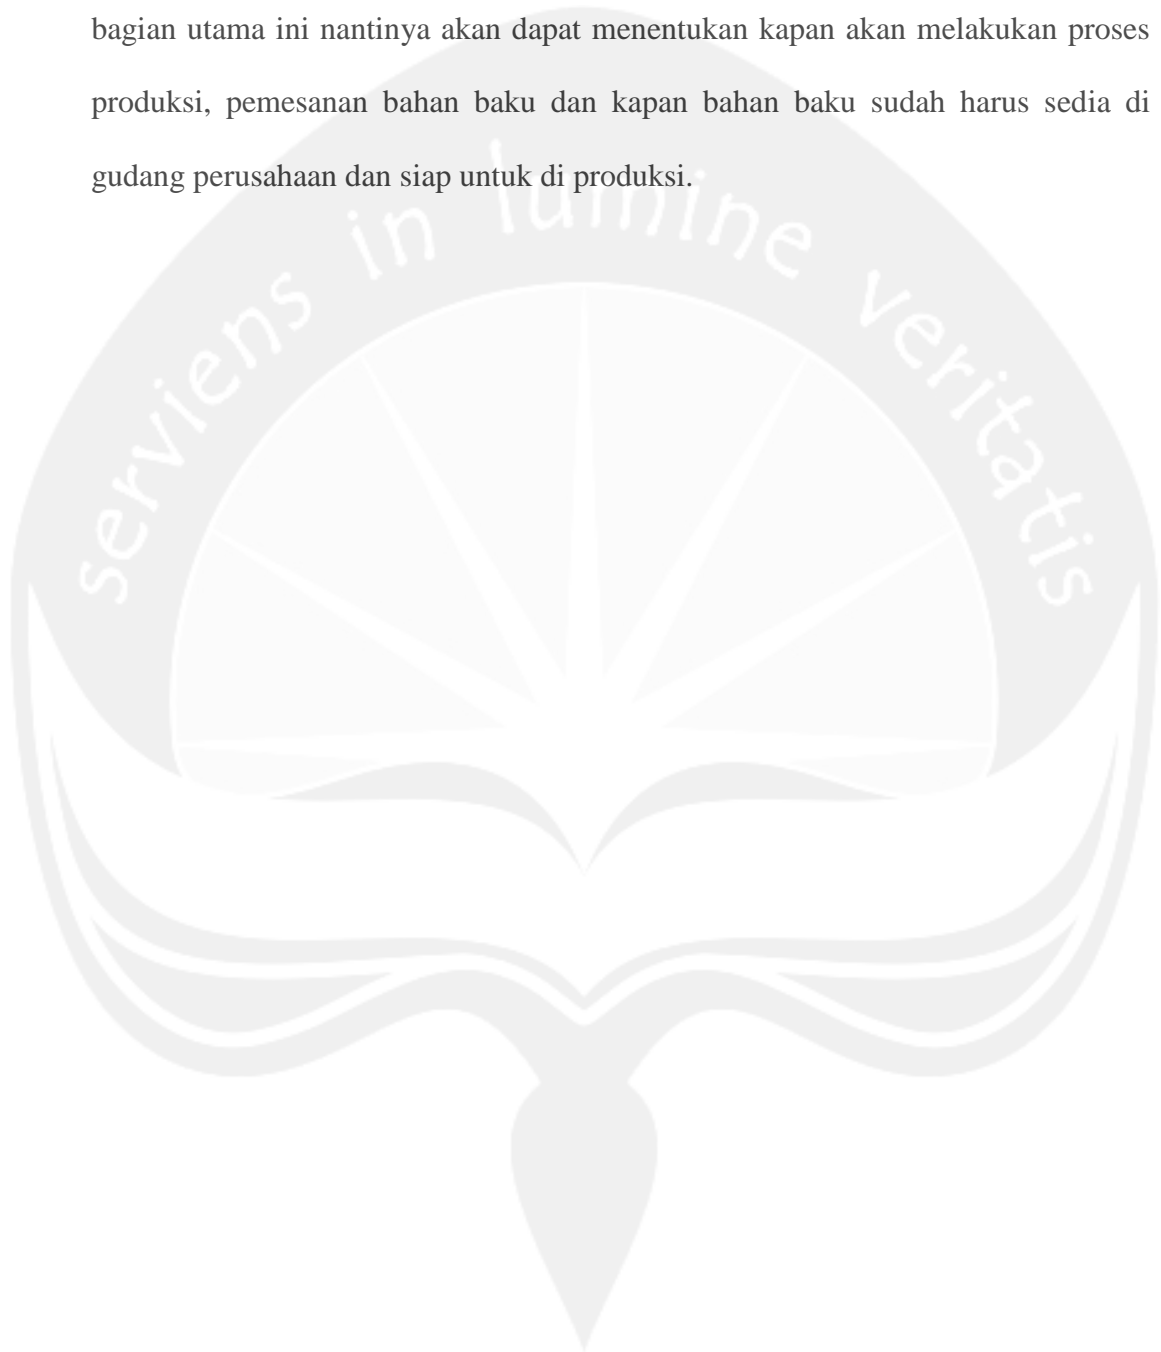 bagian utama ini nantinya akan dapat menentukan kapan akan melakukan proses
produksi, pemesanan bahan baku dan kapan bahan baku sudah harus sedia di
gudang perusahaan dan siap untuk di produksi.
serviens in lumine veritatis